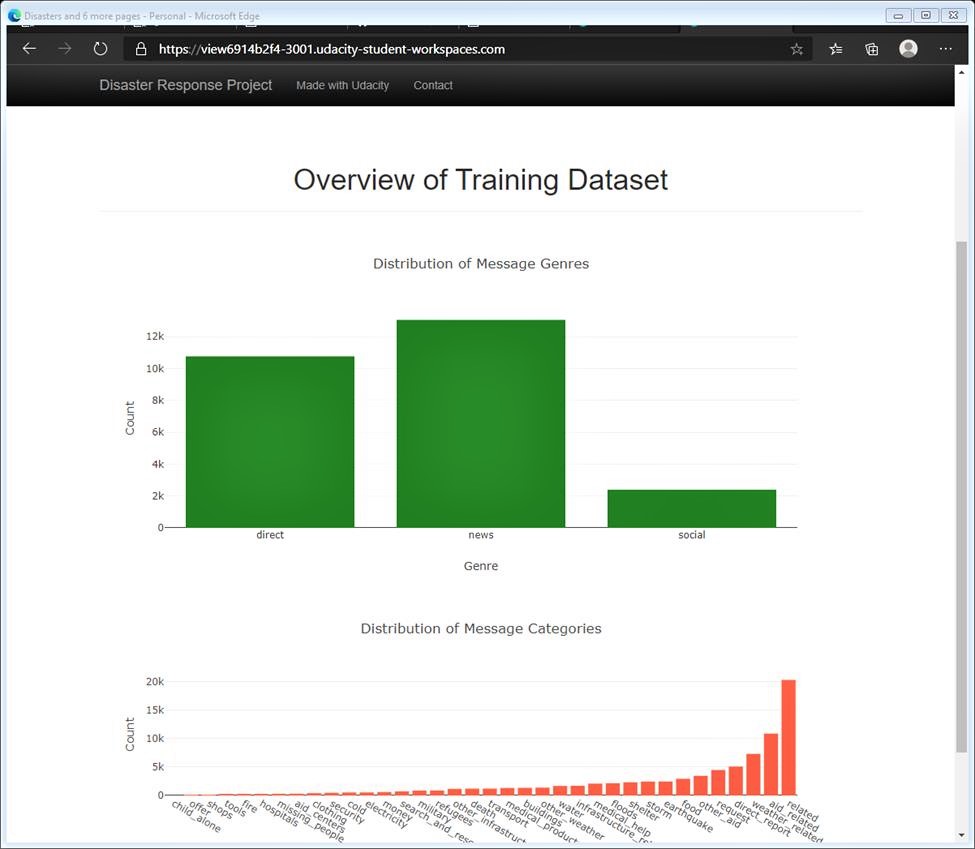 Disasters and 6 more pages - Personal - Microsoft Edge
https://view6914b2f4-3001.udacity-student-workspaces.com
Disaster Response Project Made with Udacity Contact
Overview of Training Dataset
Distribution of Message Genres
12k
10k
8k
6k
4k
2k
0
Count
direct news social
Genre
Distribution of Message Categories
20k
15k
10k
5k
0
Count
child_alone
offer
shops
tools
fire
hospitals
missing_people
aid_centers
clothing
security
cold
electricity
money
search_and_resc
military
refugees
other_infrastruc
death
transport
medical_product
buildings
other_weather
water
infrastructure_rel
medical_help
floods
shelter
storm
earthquake
food
other_aid
request
direct_report
weather_related
aid_related
related